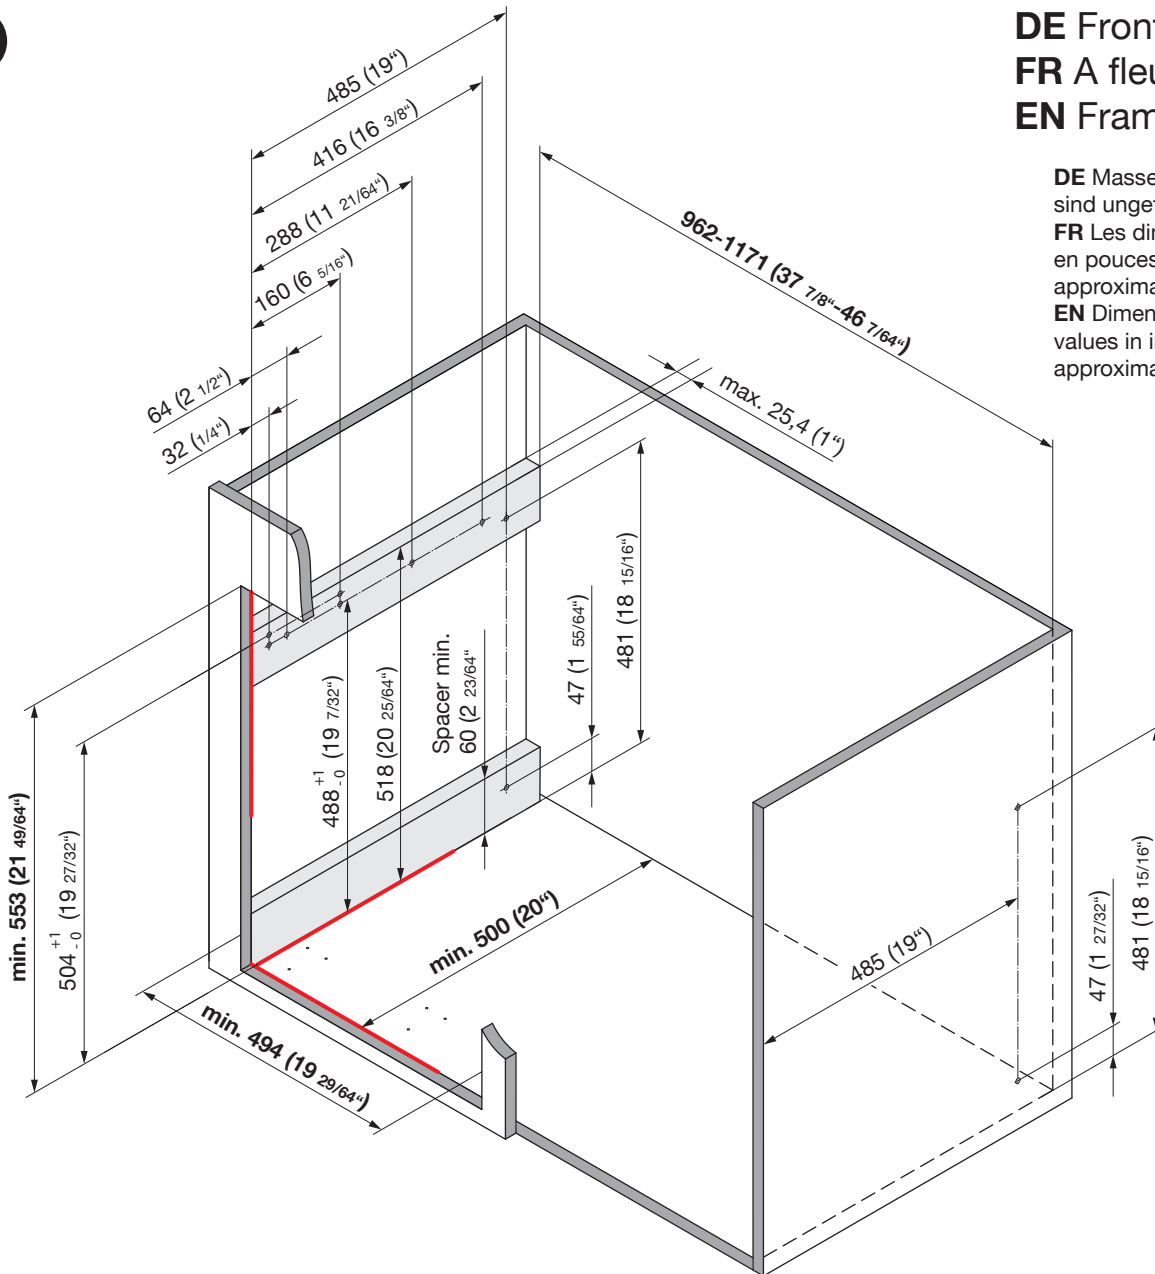 DE Front
FR A fleu
EN Fram
DE Masse
sind unge
FR Les di
en pouces
approxima
EN Dimen
values in i
approxima
485 (19“)
416 (16 3/8“)
288 (11 21/64“)
160 (6 5/16“)
64 (2 1/2“)
32 (1/4“)
962-1171 (37 7/8“-46 7/64“)
max. 25,4 (1“)
481 (18 15/16“)
47 (1 55/64“)
Spacer min.
60 (2 23/64“
518 (20 25/64“)
488 +1 -0 (19 7/32“)
min. 553 (21 49/64“)
504 +1 -0 (19 27/32“)
min. 500 (20“)
min. 494 (19 29/64“)
485 (19“)
47 (1 27/32“)
481 (18 15/16“)